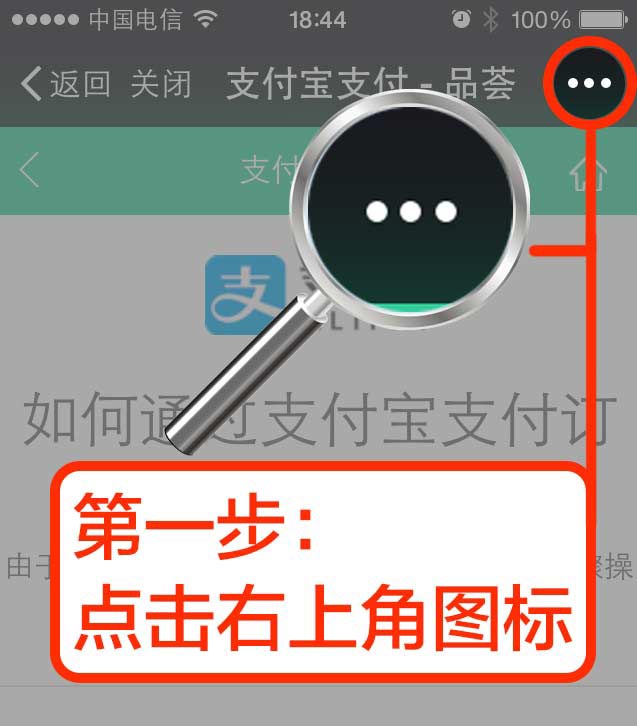 中国电信 18:44 100%
返回 关闭 支付宝支付 - 品荟
支付
支
如何通过支付宝支付订
第一步：
由于
操
点击右上角图标